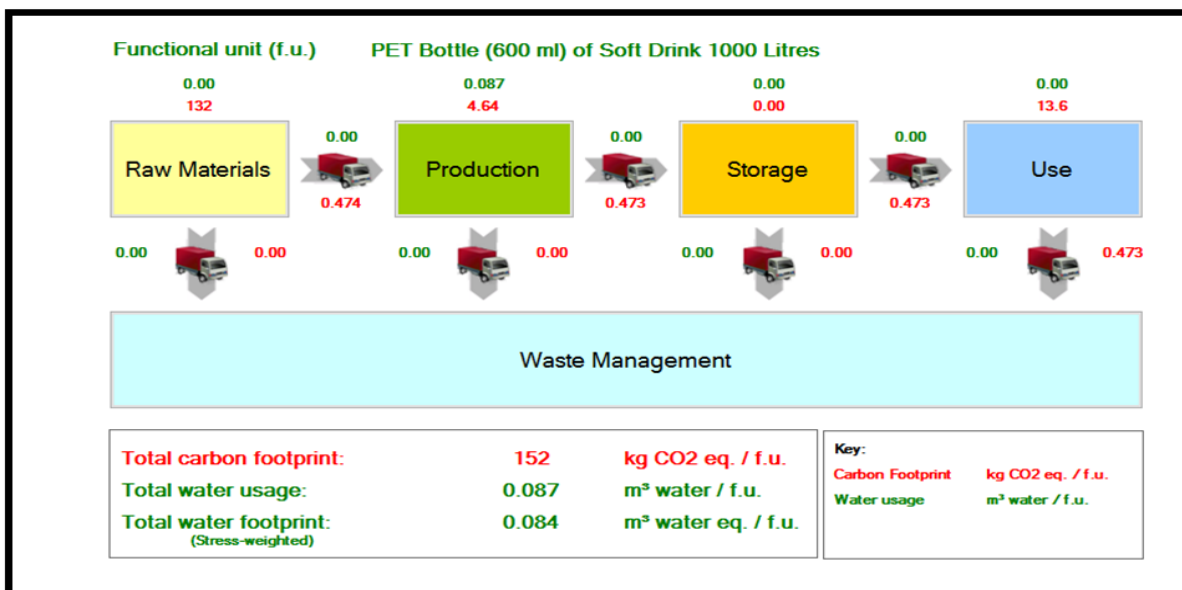 Functional unit (f.u.) PET Bottle (600 ml) of Soft Drink 1000 Litres
0.00 0.087 0.00 0.00
132 4.64 0.00 13.6
0.00 0.00 0.00
Raw Materials Production Storage Use
0.474 0.473 0.473
0.00 0.00 0.00 0.00 0.00 0.00 0.00 0.473
Waste Management
Total carbon footprint: 152 kg CO2 eq. / f.u.
Total water usage: 0.087 m³ water / f.u.
Total water footprint: 0.084 m³ water eq. / f.u.
(Stress-weighted)
Key:
Carbon Footprint kg CO2 eq. / f.u.
Water usage m³ water / f.u.